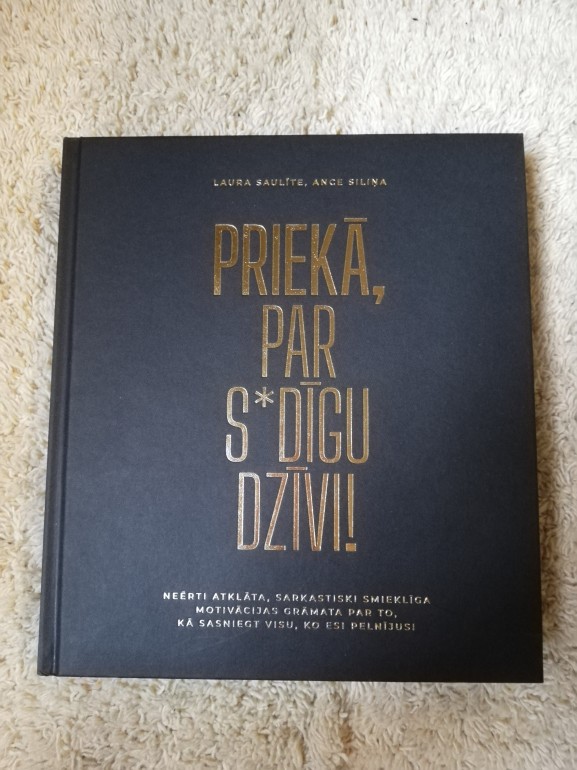 LAURA SAULĪTE, ANCE SILIŅA
PRIEKĀ,
PAR
S*DĪGU
DZĪVI!
NEĒRTI ATKLĀTA, SARKASTISKI SMIEKLĪGA
MOTIVĀCIJAS GRĀMATA PAR TO,
KĀ SASNIEGT VISU, KO ESI PELNĪJUSI